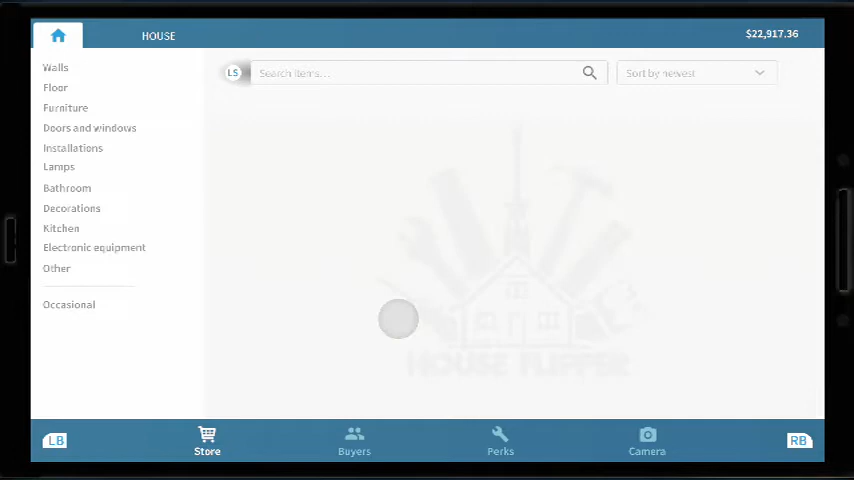 HOUSE
$22,917.36
Walls
Floor
Furniture
Doors and windows
Installations
Lamps
Bathroom
Decorations
Kitchen
Electronic equipment
Other
Occasional
LS
Search items...
Sort by newest
HOUSE FLIPPER
LB
Store
Buyers
Perks
Camera
RB